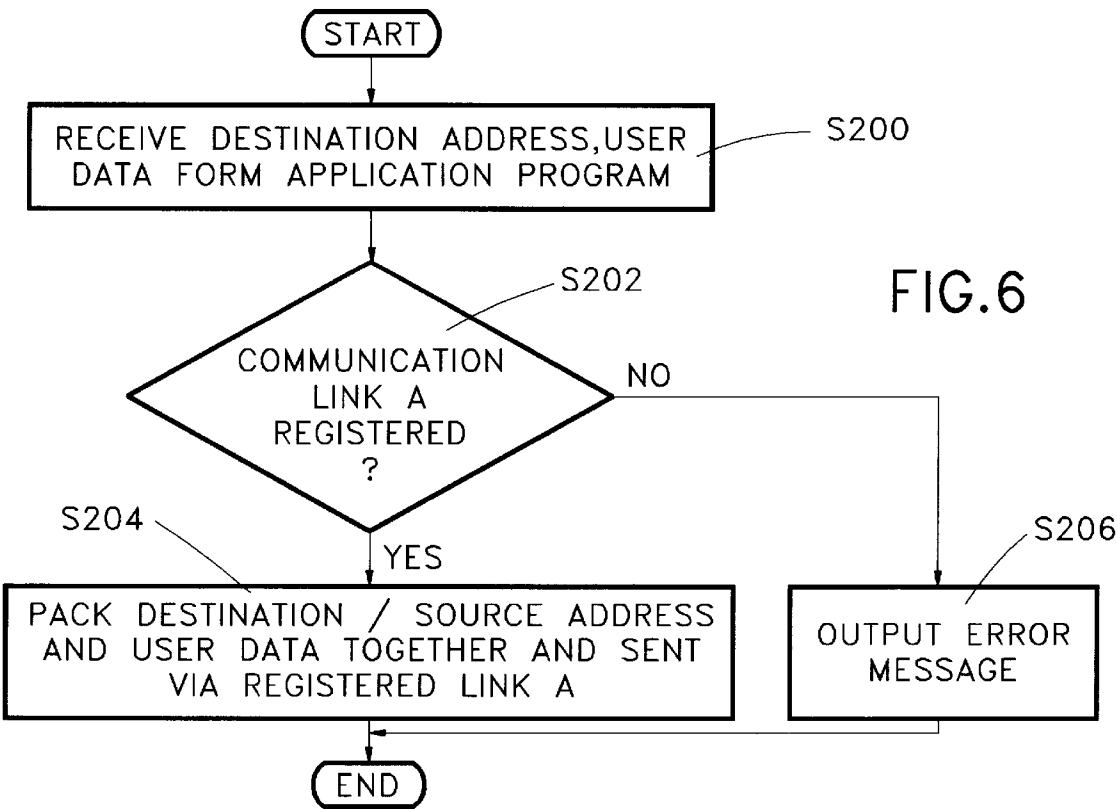 START
RECEIVE DESTINATION ADDRESS,USER
DATA FORM APPLICATION PROGRAM
S200
S202
FIG.6
COMMUNICATION
LINK A
REGISTERED
?
NO
S204
YES
S206
PACK DESTINATION / SOURCE ADDRESS
AND USER DATA TOGETHER AND SENT
VIA REGISTERED LINK A
OUTPUT ERROR
MESSAGE
END